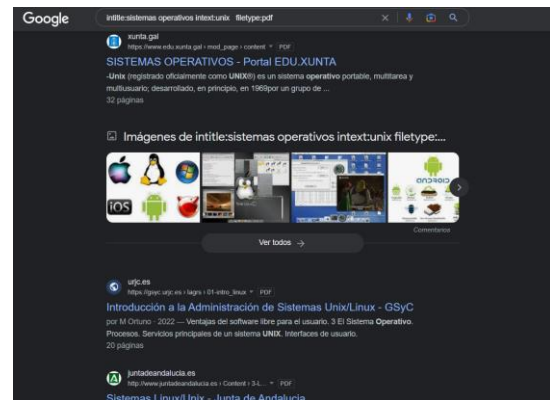 Google
intitle:sistemas operativos intext:unix filetype:pdf
xunta.gal
https://www.edu.xunta.gal › mod_page › content PDF
SISTEMAS OPERATIVOS - Portal EDU.XUNTA
-Unix (registrado oficialmente como UNIX®) es un sistema operativo portable, multitarea y
multiusuario; desarrollado, en principio, en 1969por un grupo de ...
32 páginas
Imágenes de intitle:sistemas operativos intext:unix filetype:...
iOS
ANDROID
Comentarios
Ver todos →
urjc.es
https://gsyc.urjc.es › lagrs › 01-intro_linux PDF
Introducción a la Administración de Sistemas Unix/Linux - GSyC
por M Ortuno · 2022 — Ventajas del software libre para el usuario. 3 El Sistema Operativo.
Procesos. Servicios principales de un sistema UNIX. Interfaces de usuario.
20 páginas
juntadeandalucia.es
http://www.juntadeandalucia.es › Content › 3-L... PDF
Sistemas Linux/Unix - Junta de Andalucia